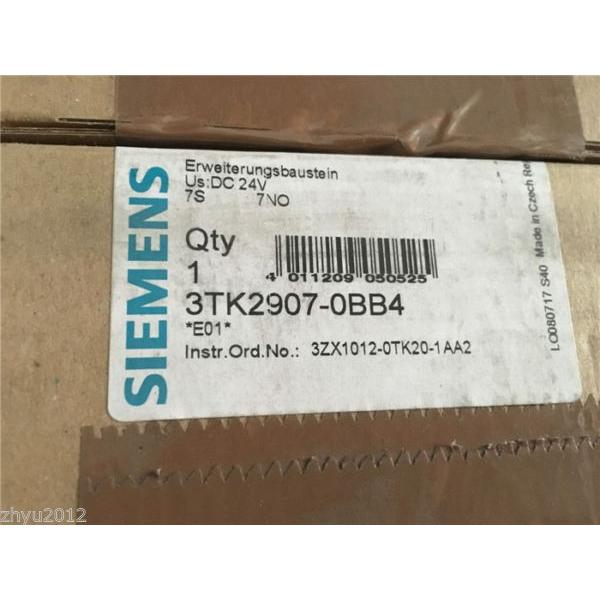 SIEMENS
Erweiterungsbaustein
Us:DC 24V
7S 7NO
Qty
1
4 011209 050525
3TK2907-0BB4
*E01*
Instr.Ord.No.: 3ZX1012-0TK20-1AA2
LO080717 S40 Made in Czech Re
zhyu2012